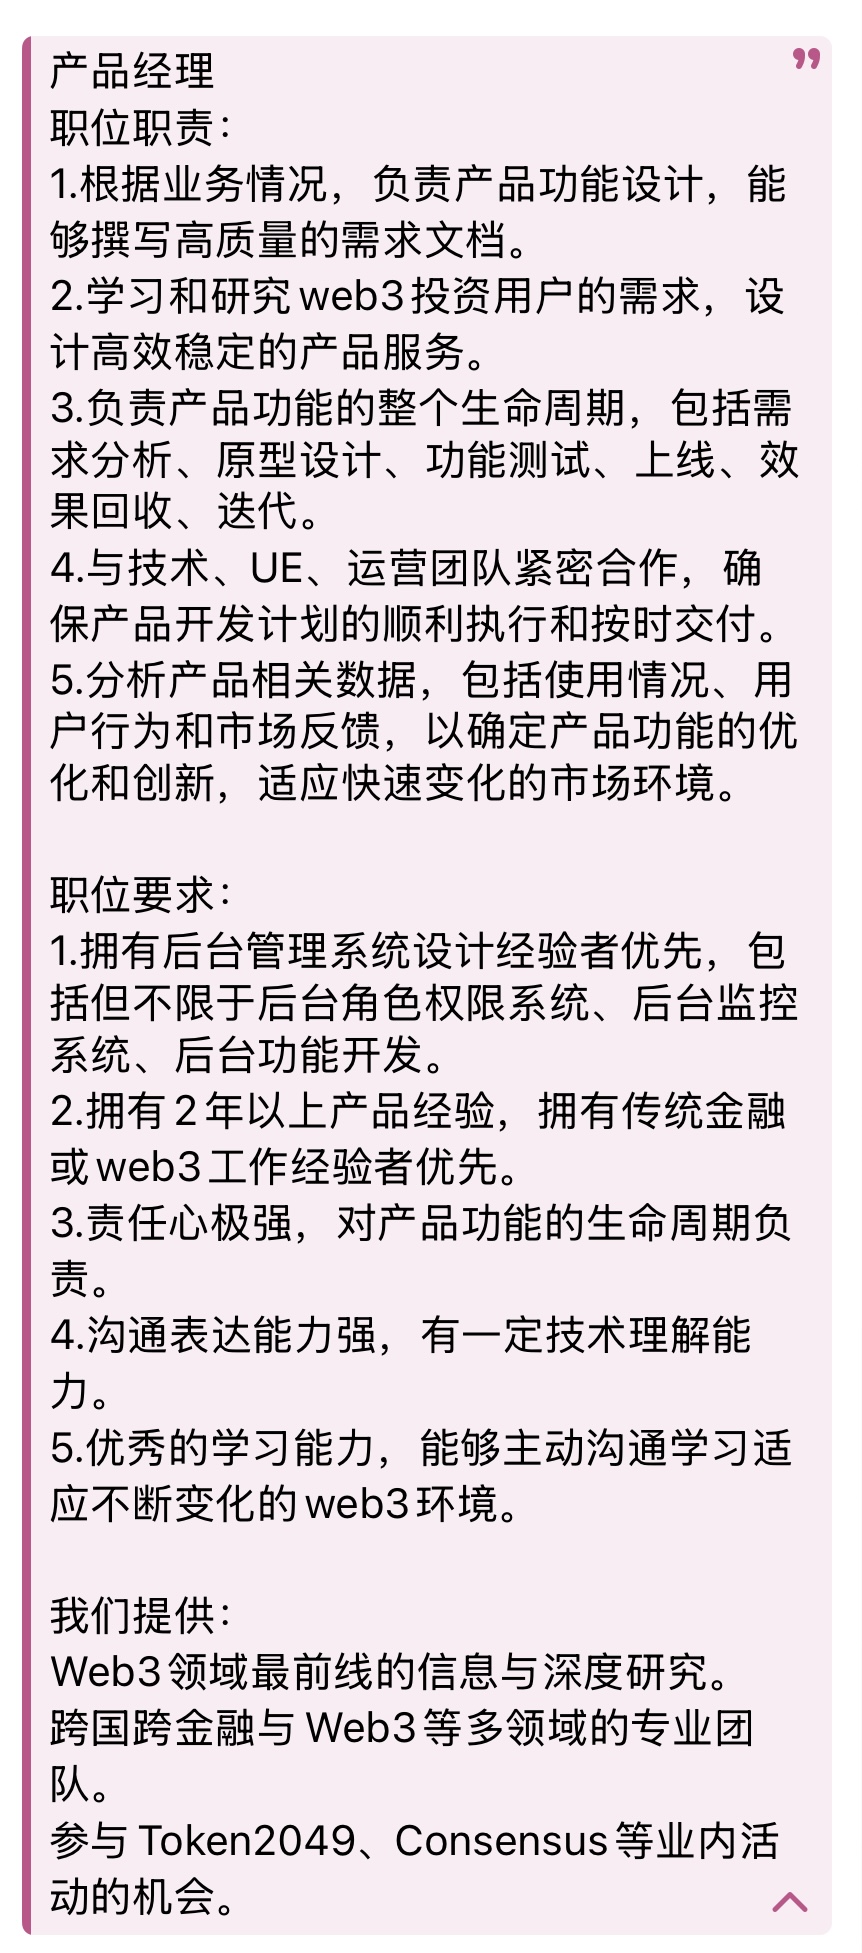 产品经理
职位职责：
1.根据业务情况，负责产品功能设计，能
够撰写高质量的需求文档。
2.学习和研究web3投资用户的需求，设
计高效稳定的产品服务。
3.负责产品功能的整个生命周期，包括需
求分析、原型设计、功能测试、上线、效
果回收、迭代。
4.与技术、UE、运营团队紧密合作，确
保产品开发计划的顺利执行和按时交付。
5.分析产品相关数据，包括使用情况、用
户行为和市场反馈，以确定产品功能的优
化和创新，适应快速变化的市场环境。

职位要求：
1.拥有后台管理系统设计经验者优先，包
括但不限于后台角色权限系统、后台监控
系统、后台功能开发。
2.拥有2年以上产品经验，拥有传统金融
或web3工作经验者优先。
3.责任心极强，对产品功能的生命周期负
责。
4.沟通表达能力强，有一定技术理解能
力。
5.优秀的学习能力，能够主动沟通学习适
应不断变化的web3环境。

我们提供：
Web3领域最前线的信息与深度研究。
跨国跨金融与Web3等多领域的专业团
队。
参与Token2049、Consensus等业内活
动的机会。